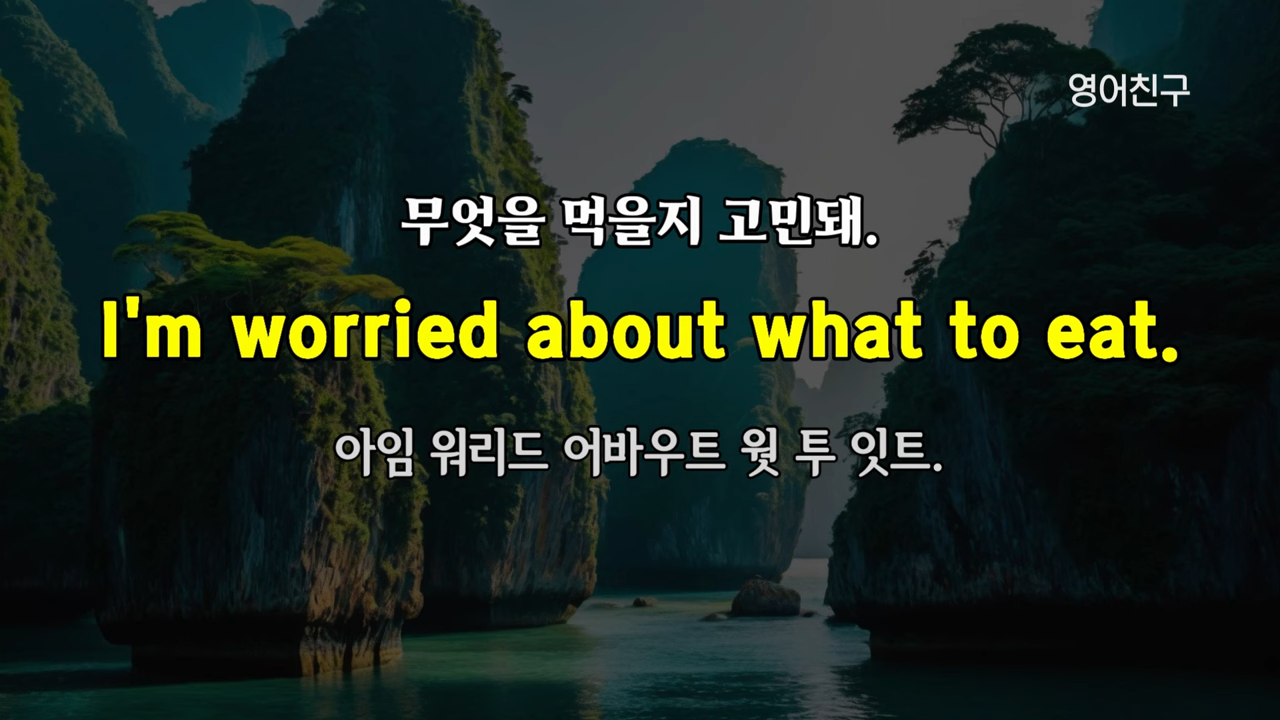 영어친구
무엇을 먹을지 고민돼.
I'm worried about what to eat.
아임 워리드 어바우트 웟 투 잇트.